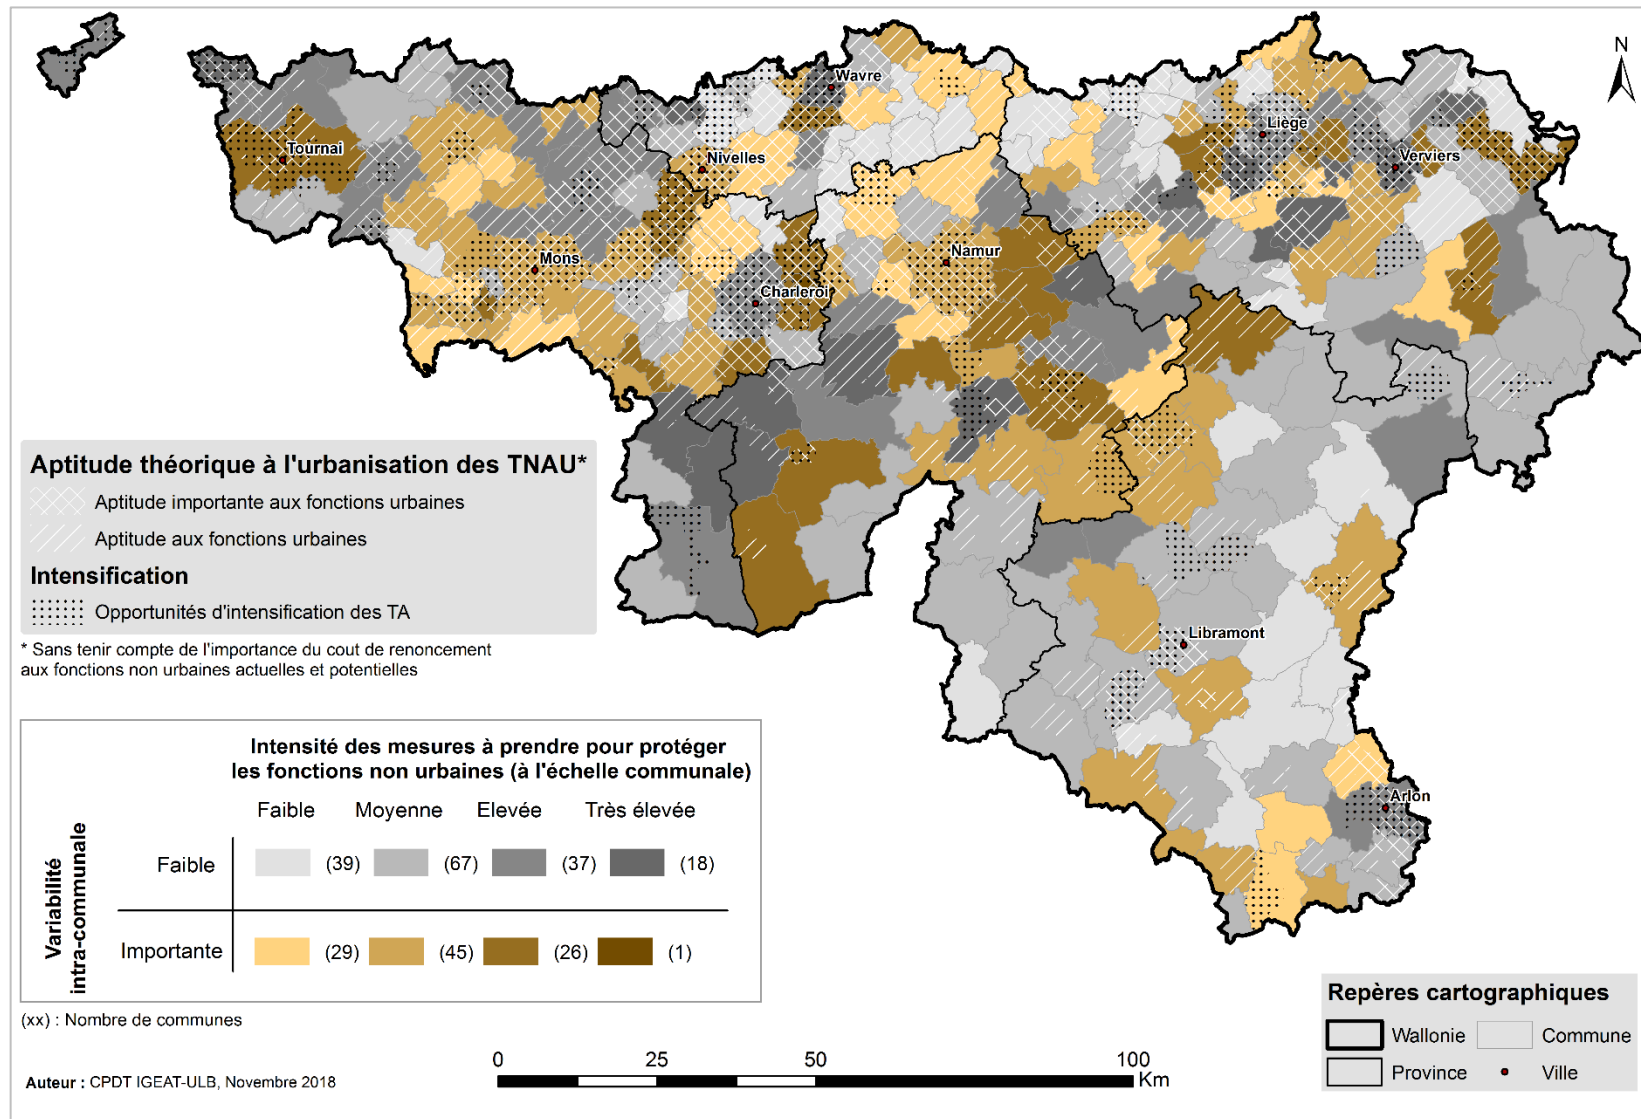 N
Wavre
Liège
Tournai
Nivelles
Verviers
Mons
Namur
Charleroi
Libramont
Arlon
Aptitude théorique à l'urbanisation des TNAU*
Aptitude importante aux fonctions urbaines
Aptitude aux fonctions urbaines
Intensification
Opportunités d'intensification des TA
* Sans tenir compte de l'importance du cout de renoncement
aux fonctions non urbaines actuelles et potentielles
Intensité des mesures à prendre pour protéger
les fonctions non urbaines (à l'échelle communale)
Faible Moyenne Elevée Très élevée
Variabilité
intra-communale
Faible (39) (67) (37) (18)
Importante (29) (45) (26) (1)
(xx) : Nombre de communes
Auteur : CPDT IGEAT-ULB, Novembre 2018
0 25 50 100
Km
Repères cartographiques
Wallonie Commune
Province Ville